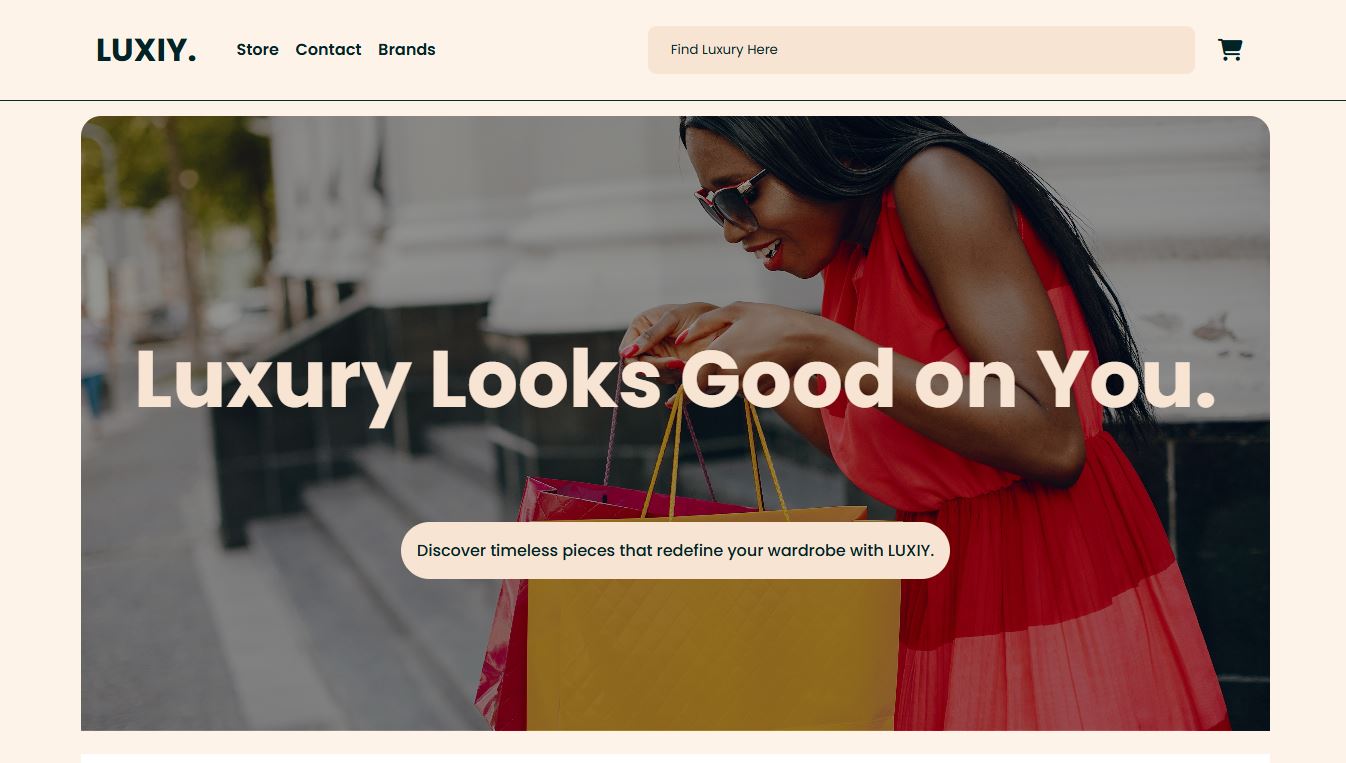 LUXIY.
Store Contact Brands
Find Luxury Here
Luxury Looks Good on You.
Discover timeless pieces that redefine your wardrobe with LUXIY.